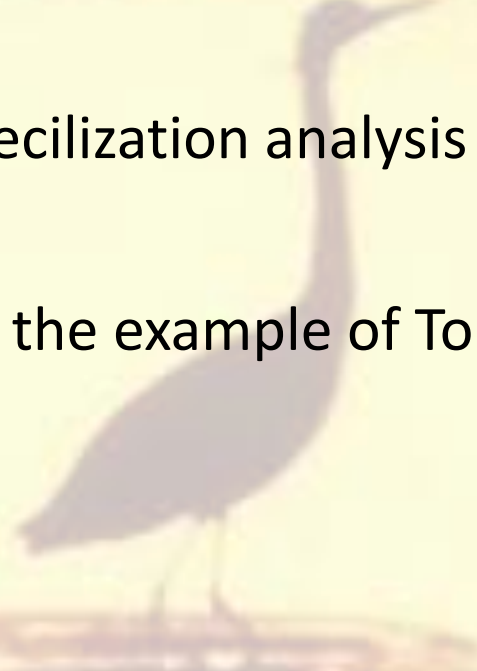 ecilization analysis
the example of To